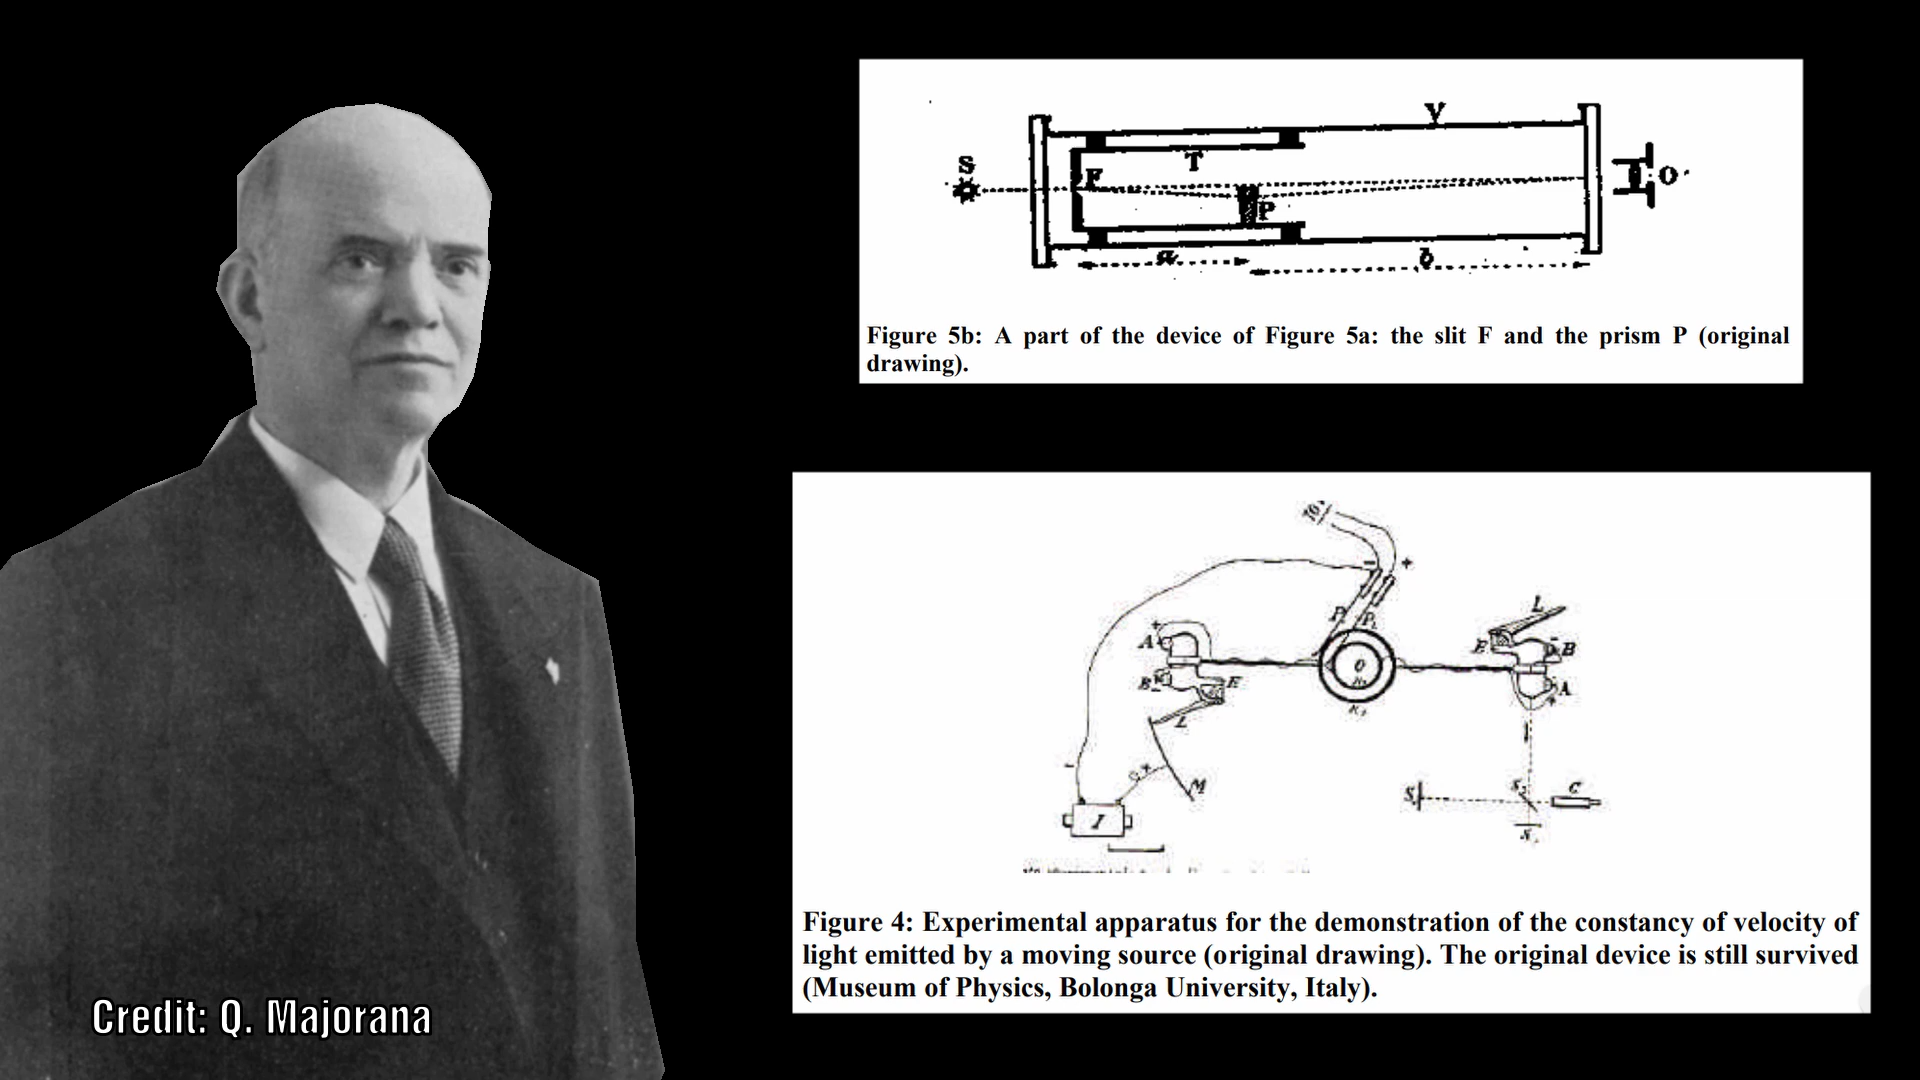 S
F
T
V
P
O
a
b
Figure 5b: A part of the device of Figure 5a: the slit F and the prism P (original
drawing).
- +
P P₁
L
E B
A
A
B
E
L
O
M
I
S
C
Figure 4: Experimental apparatus for the demonstration of the constancy of velocity of
light emitted by a moving source (original drawing). The original device is still survived
(Museum of Physics, Bolonga University, Italy).
Credit: Q. Majorana